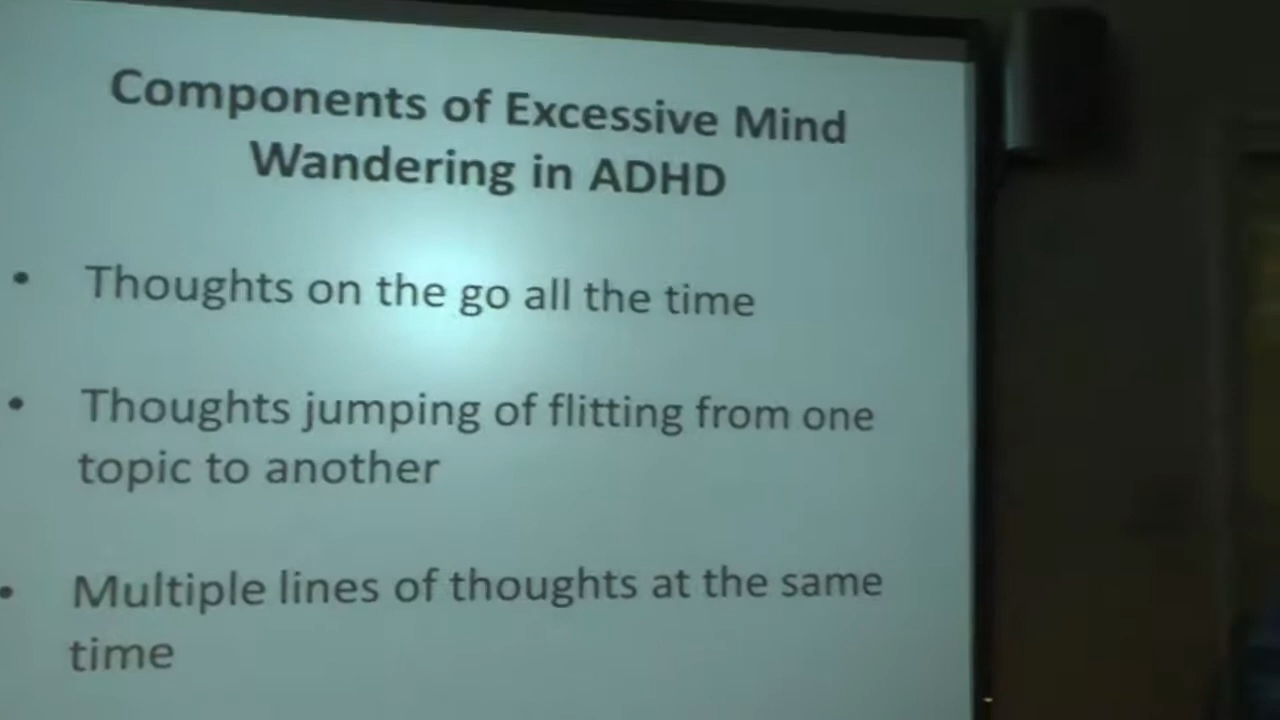 Components of Excessive Mind
Wandering in ADHD
• Thoughts on the go all the time
• Thoughts jumping of flitting from one
topic to another
• Multiple lines of thoughts at the same
time